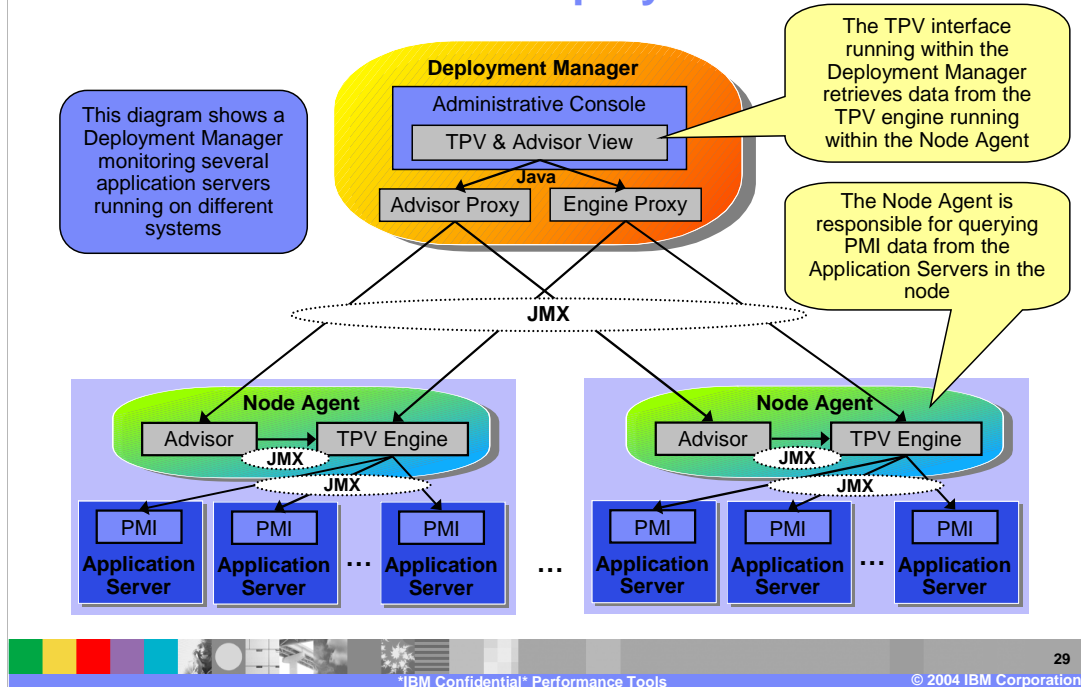 The TPV interface
running within the
Deployment Manager
retrieves data from the
TPV engine running
within the Node Agent
Deployment Manager
Administrative Console
TPV & Advisor View
Java
Advisor Proxy
Engine Proxy
This diagram shows a
Deployment Manager
monitoring several
application servers
running on different
systems
The Node Agent is
responsible for querying
PMI data from the
Application Servers in the
node
JMX
Node Agent
Advisor
TPV Engine
JMX
JMX
PMI
Application
Server
PMI
Application
Server
...
PMI
Application
Server
...
Node Agent
Advisor
TPV Engine
JMX
JMX
PMI
Application
Server
PMI
Application
Server
...
PMI
Application
Server
29
*IBM Confidential* Performance Tools
© 2004 IBM Corporation